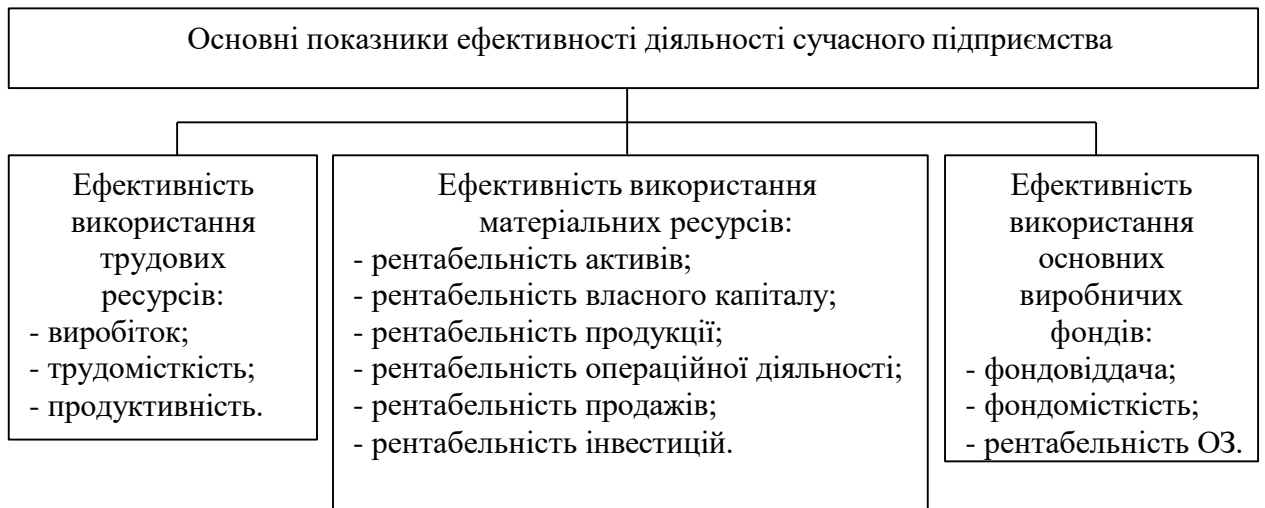 Основні показники ефективності діяльності сучасного підприємства
Ефективність
використання
трудових
ресурсів:
- виробіток;
- трудомісткість;
- продуктивність.
Ефективність використання
матеріальних ресурсів:
- рентабельність активів;
- рентабельність власного капіталу;
- рентабельність продукції;
- рентабельність операційної діяльності;
- рентабельність продажів;
- рентабельність інвестицій.
Ефективність
використання
основних
виробничих
фондів:
- фондовіддача;
- фондомісткість;
- рентабельність ОЗ.